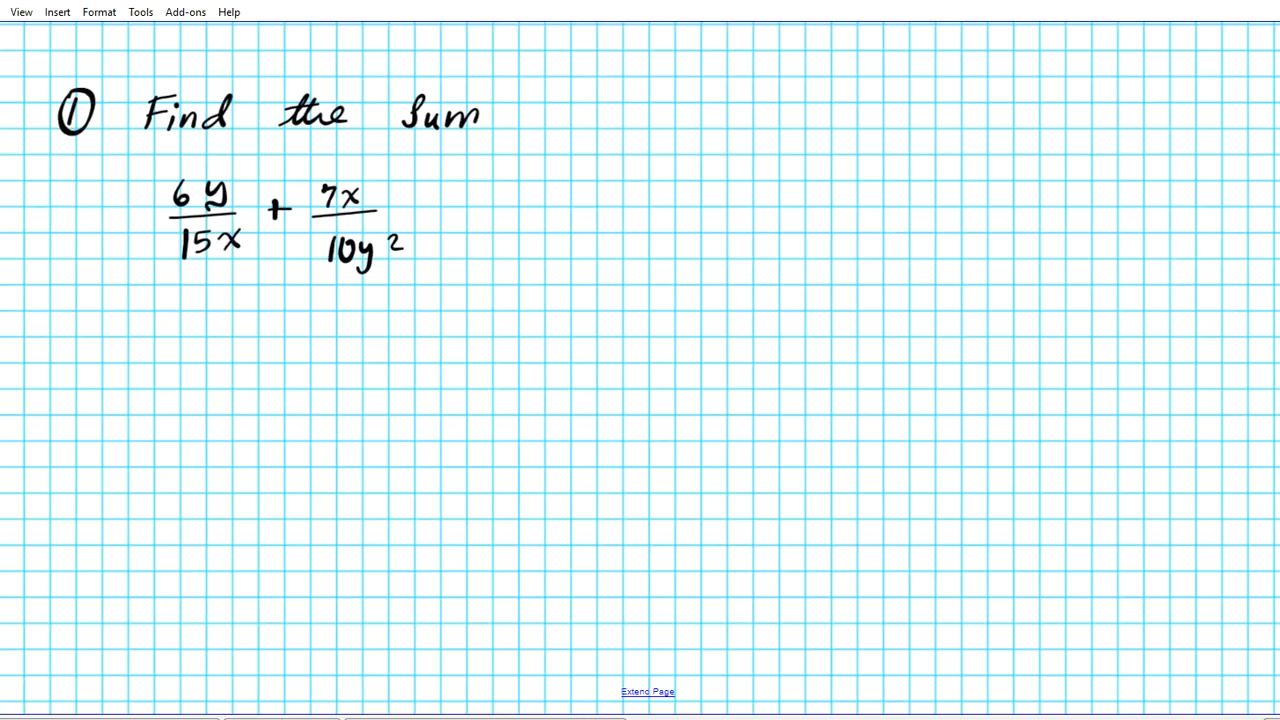 View Insert Format Tools Add-ons Help
① Find the Sum
6y/15x + 7x/10y²
Extend Page